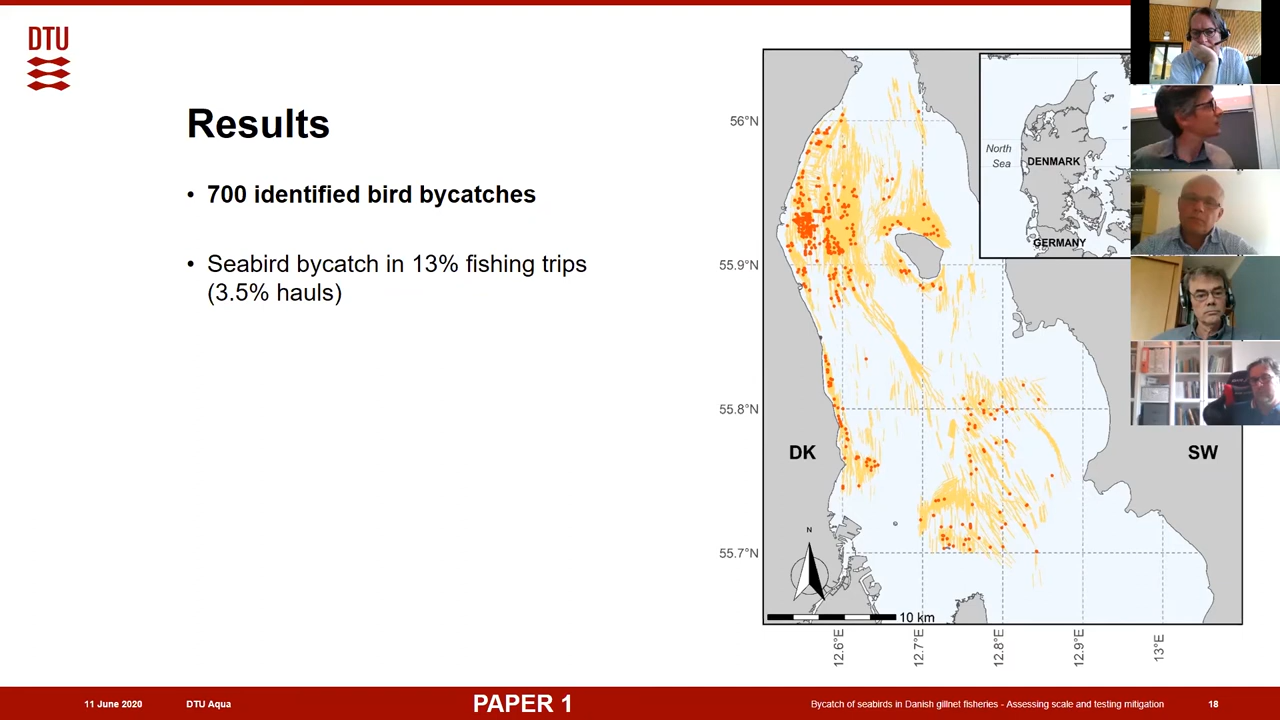 DTU
Results
• 700 identified bird bycatches
• Seabird bycatch in 13% fishing trips
(3.5% hauls)
56°N
55.9°N
55.8°N
55.7°N
North
Sea
DENMARK
GERMANY
DK
SW
N
10 km
12.6°E
12.7°E
12.8°E
12.9°E
13°E
11 June 2020
DTU Aqua
PAPER 1
Bycatch of seabirds in Danish gillnet fisheries - Assessing scale and testing mitigation
18